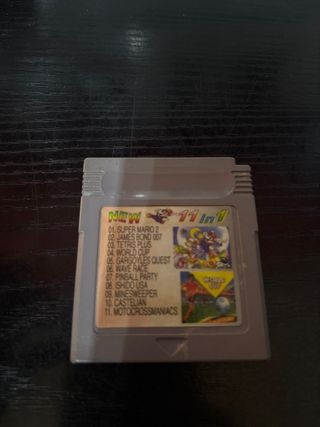 NEW 11 in 1
01. SUPER MARIO 2
02. JAMES BOND 007
03. TETRIS PLUS
04. WORLD CUP
05. GARGOYLES QUEST
06. WAVE RACE
07. PINBALL PARTY
08. ISHIDO USA
09. MINESWEEPER
10. CASTELIAN
11. MOTOCROSSMANIACS